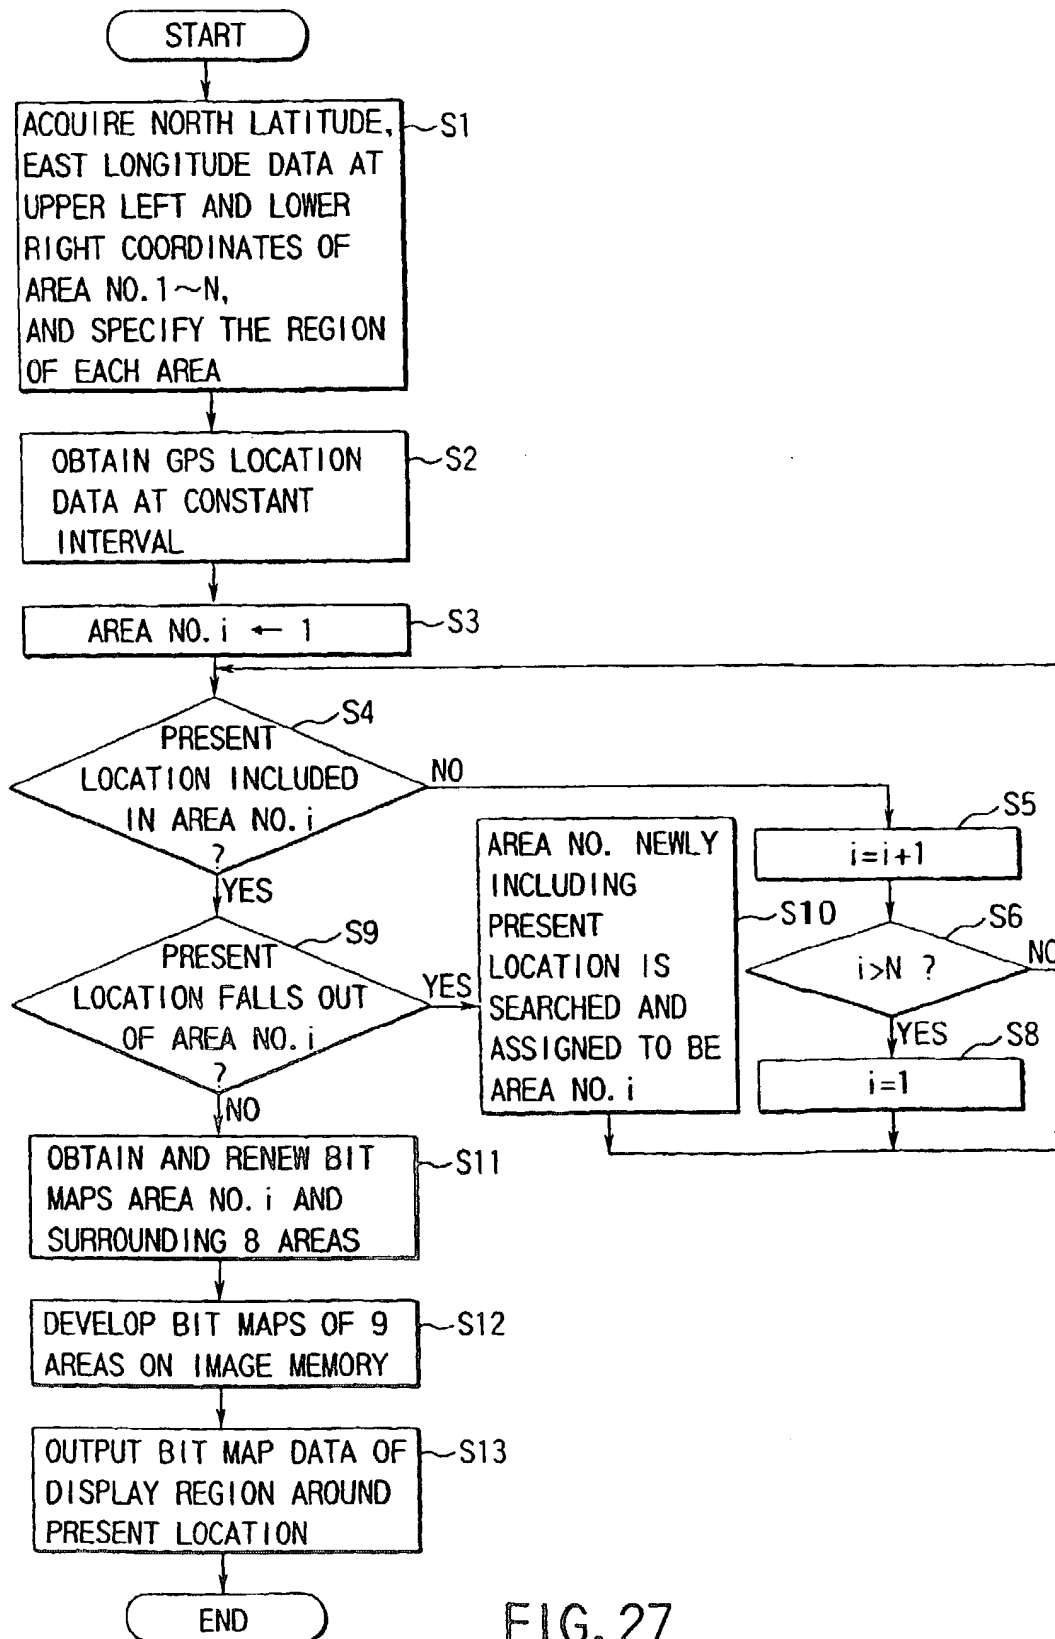 START
ACQUIRE NORTH LATITUDE,
EAST LONGITUDE DATA AT
UPPER LEFT AND LOWER
RIGHT COORDINATES OF
AREA NO.1~N,
AND SPECIFY THE REGION
OF EACH AREA
S1
OBTAIN GPS LOCATION
DATA AT CONSTANT
INTERVAL
S2
AREA NO.i ← 1
S3
PRESENT
LOCATION INCLUDED
IN AREA NO.i
?
S4
NO
YES
S5
i=i+1
S6
i>N ?
NO
YES
S8
i=1
PRESENT
LOCATION FALLS OUT
OF AREA NO.i
?
S9
YES
NO
AREA NO. NEWLY
INCLUDING
PRESENT
LOCATION IS
SEARCHED AND
ASSIGNED TO BE
AREA NO.i
S10
OBTAIN AND RENEW BIT
MAPS AREA NO.i AND
SURROUNDING 8 AREAS
S11
DEVELOP BIT MAPS OF 9
AREAS ON IMAGE MEMORY
S12
OUTPUT BIT MAP DATA OF
DISPLAY REGION AROUND
PRESENT LOCATION
S13
END
FIG.27